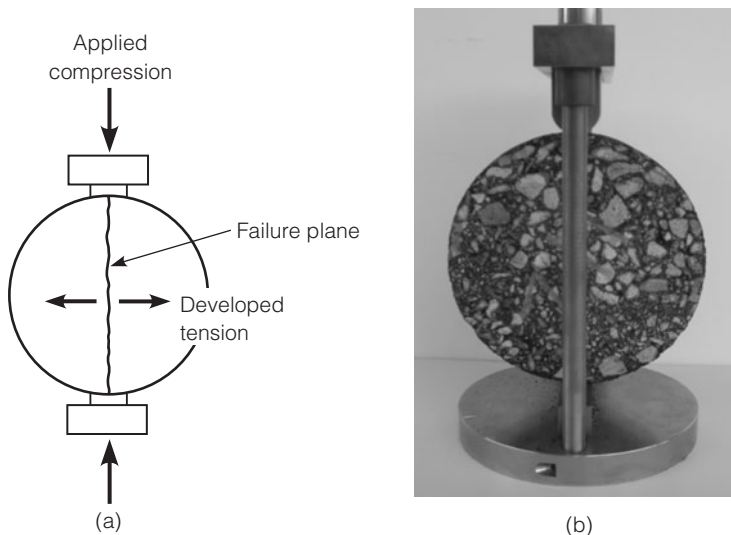 Applied
compression
Failure plane
Developed
tension
(a)
(b)